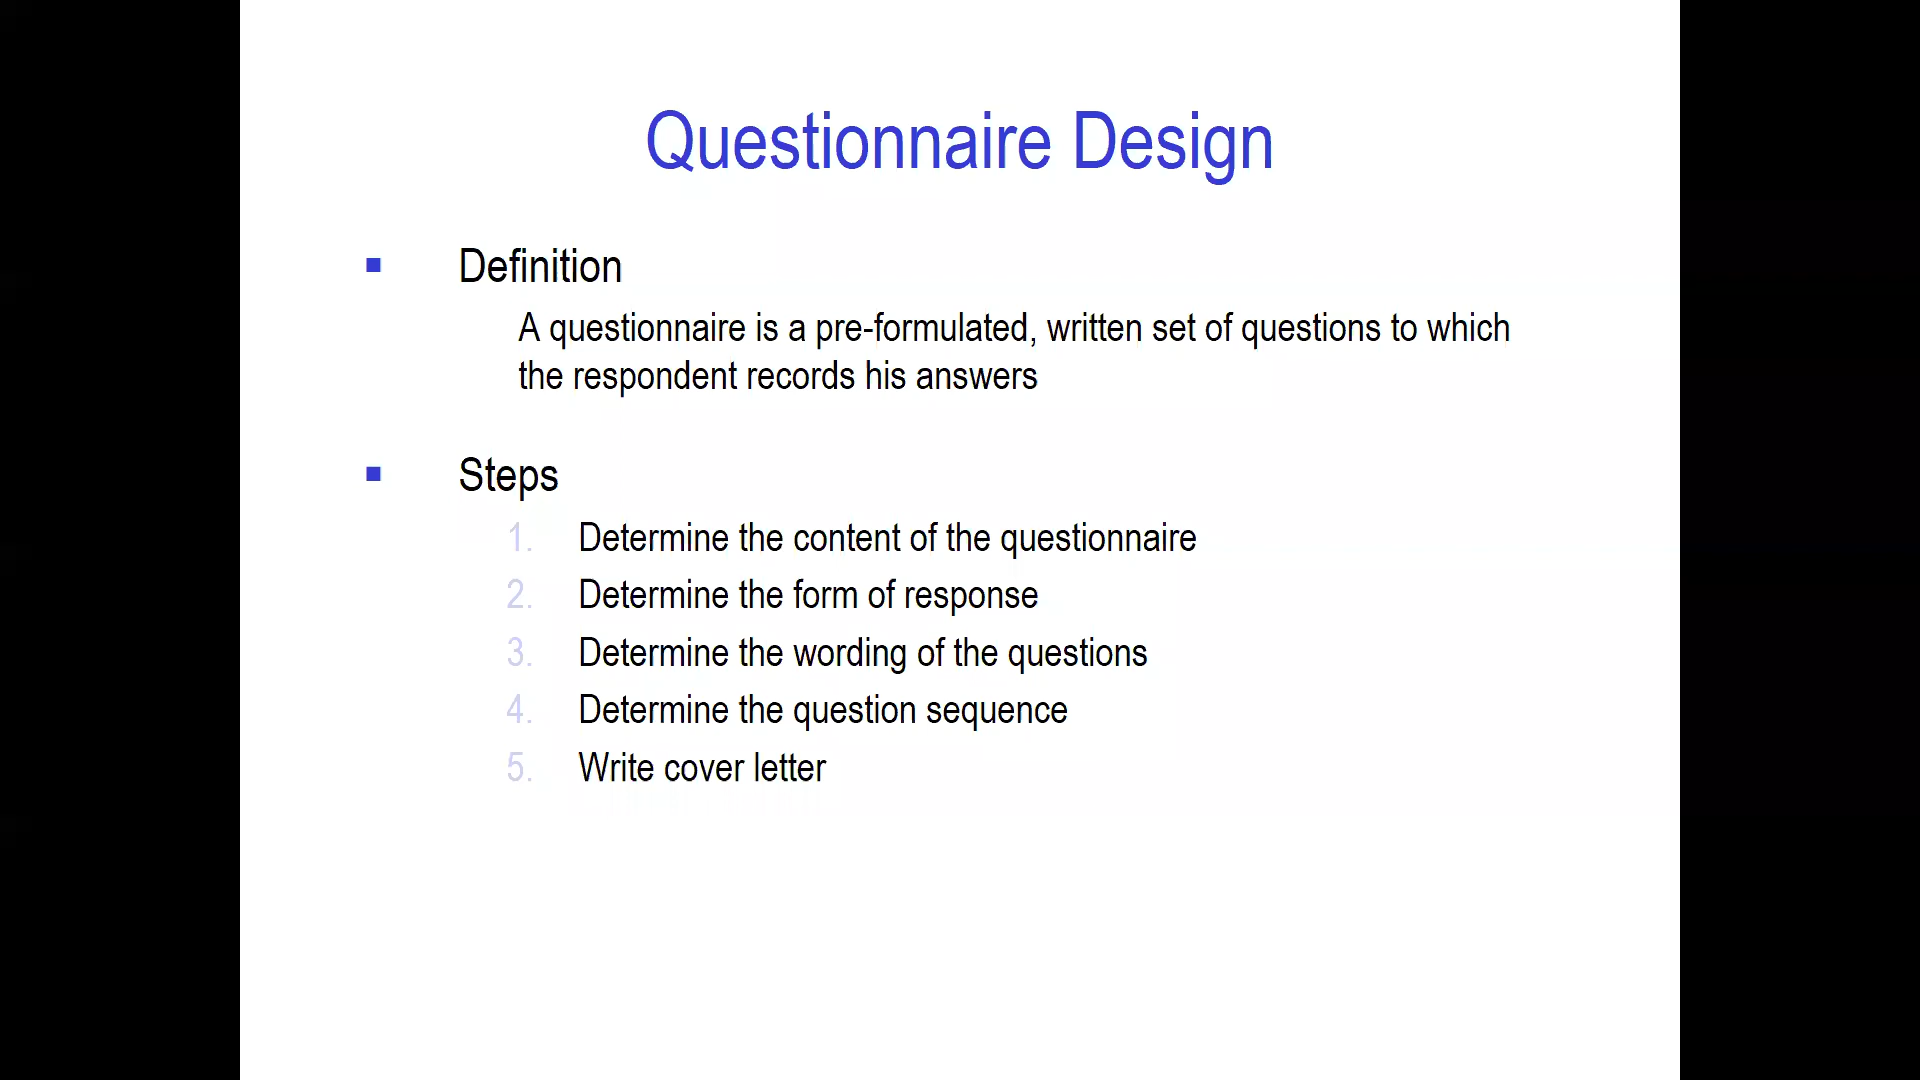 Questionnaire Design
▪ Definition
A questionnaire is a pre-formulated, written set of questions to which
the respondent records his answers
▪ Steps
1. Determine the content of the questionnaire
2. Determine the form of response
3. Determine the wording of the questions
4. Determine the question sequence
5. Write cover letter